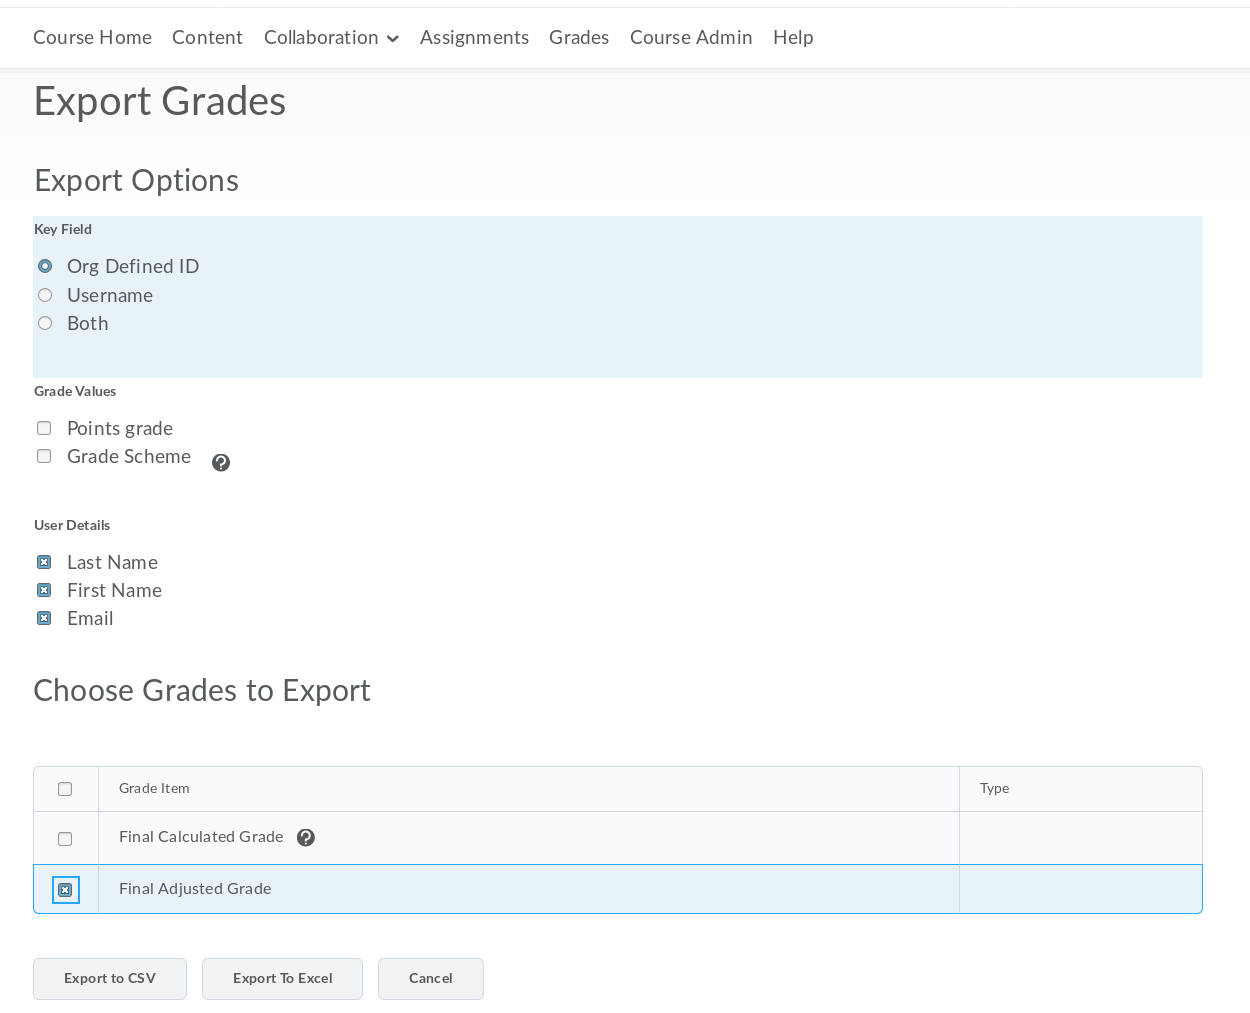 Course Home Content Collaboration Assignments Grades Course Admin Help
Export Grades
Export Options
Key Field
Org Defined ID
Username
Both
Grade Values
Points grade
Grade Scheme
User Details
Last Name
First Name
Email
Choose Grades to Export
Grade Item Type
Final Calculated Grade
Final Adjusted Grade
Export to CSV Export To Excel Cancel